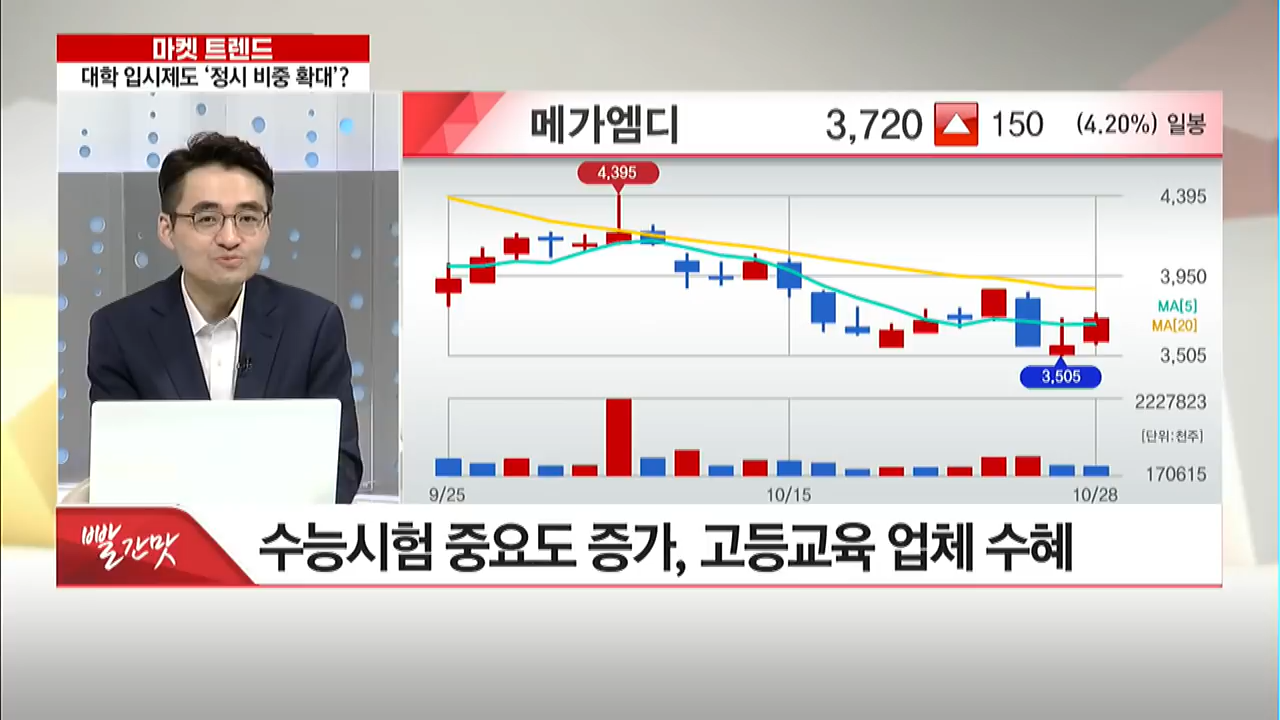 마켓 트렌드
대학 입시제도 ‘정시 비중 확대’?
메가엠디 3,720 150 (4.20%) 일봉
4,395
4,395
3,950
MA[5]
MA[20]
3,505
3,505
2227823
[단위:천주]
170615
9/25 10/15 10/28
빨간맛
수능시험 중요도 증가, 고등교육 업체 수혜